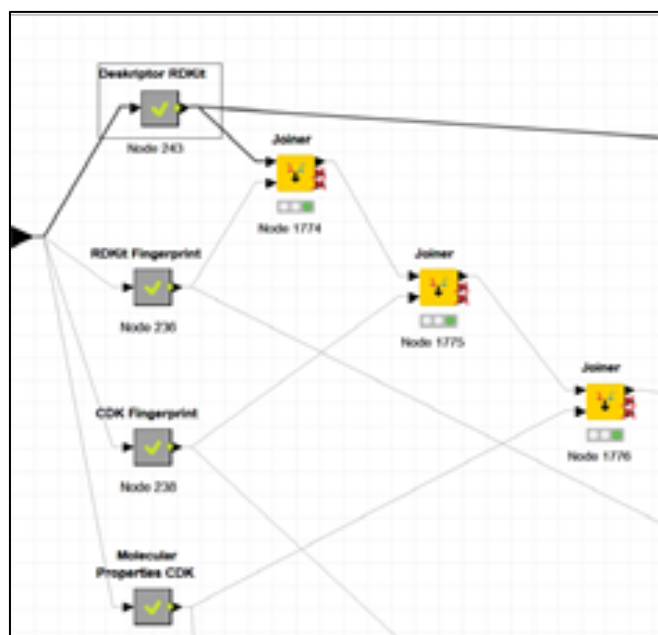 Deskriptor RDKit
Node 243
Joiner
Node 1774
RDKit Fingerprint
Node 236
Joiner
Node 1775
Joiner
Node 1776
CDK Fingerprint
Node 238
Molecular
Properties CDK